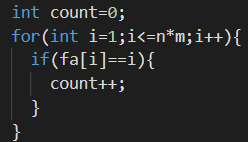 int count=0;
for(int i=1;i<=n*m;i++){
  if(fa[i]==i){
    count++;
  }
}